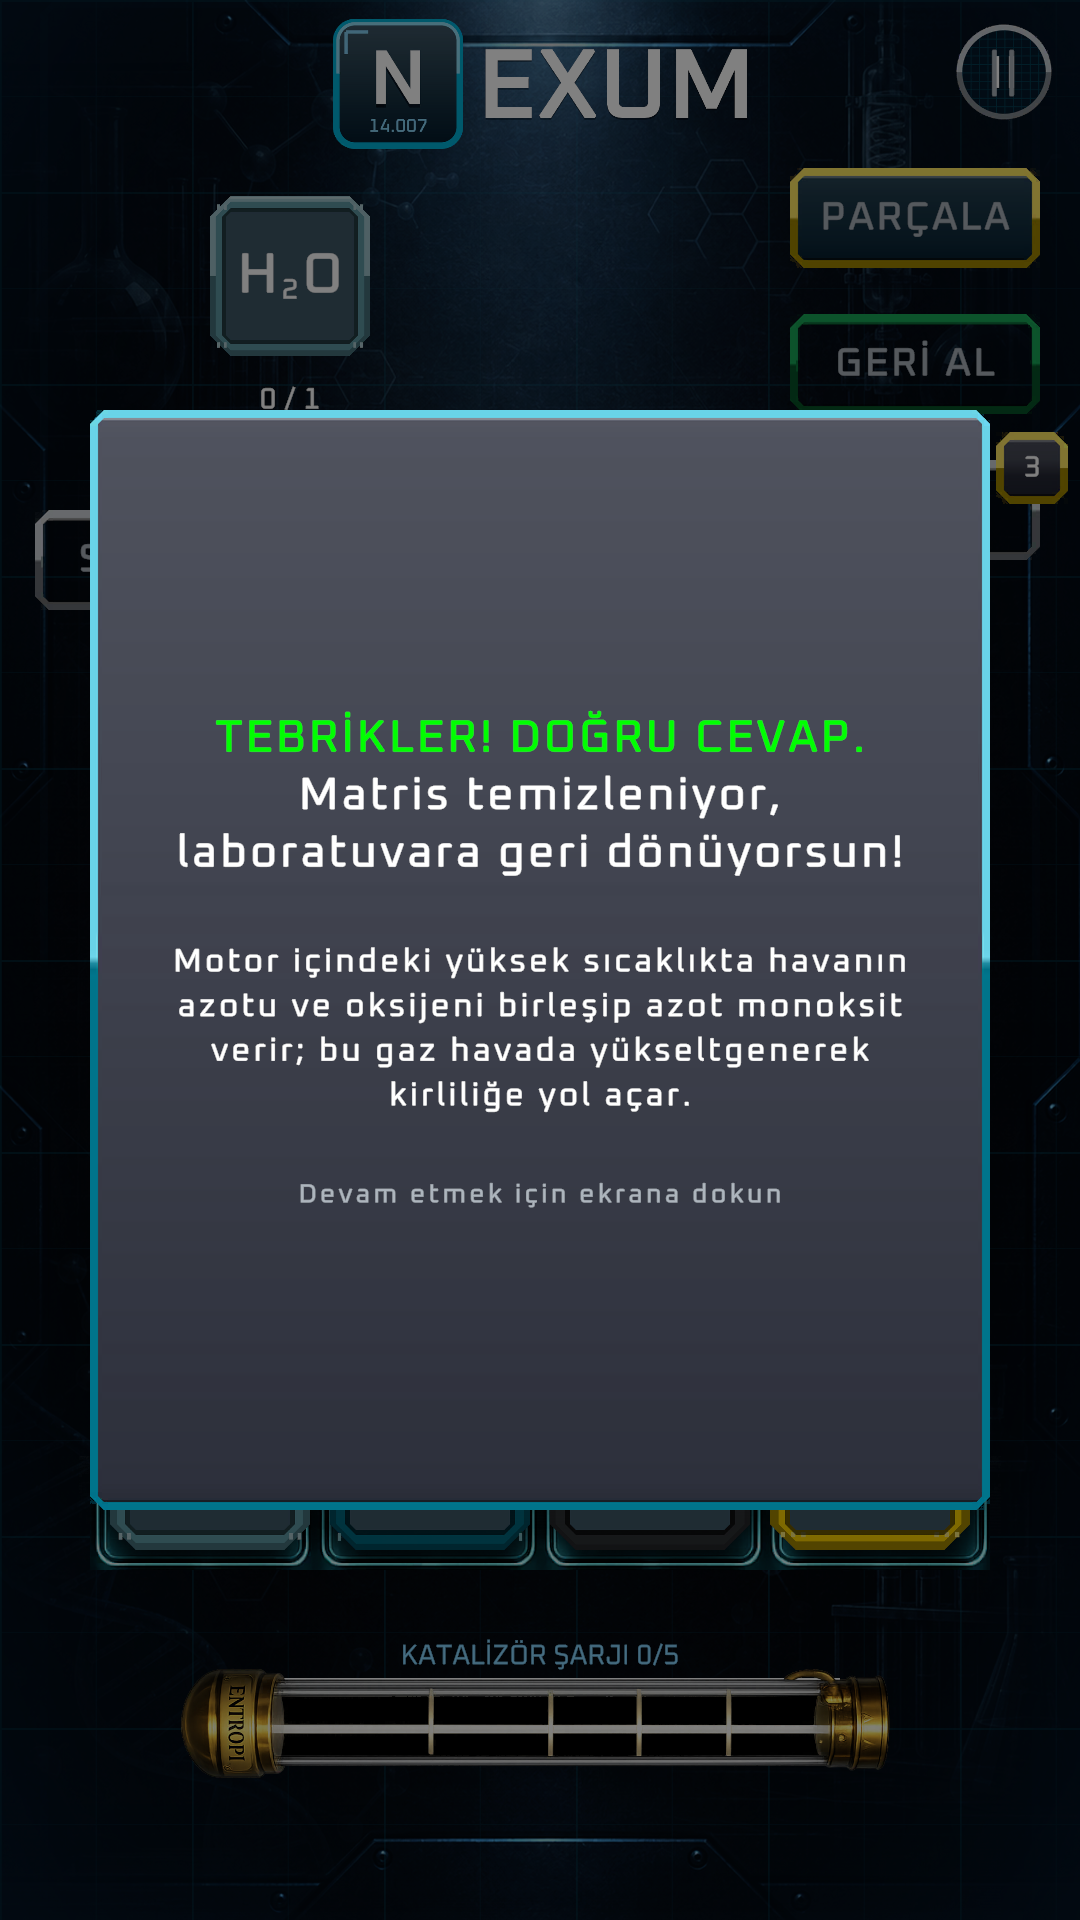 N
14.007
EXUM
PARÇALA
H₂O
GERİ AL
0/1
3
TEBRİKLER! DOĞRU CEVAP.
Matris temizleniyor,
laboratuvara geri dönüyorsun!
Motor içindeki yüksek sıcaklıkta havanın
azotu ve oksijeni birleşip azot monoksit
verir; bu gaz havada yükseltgenerek
kirliliğe yol açar.
Devam etmek için ekrana dokun
KATALİZÖR ŞARJI 0/5
ENTROPI